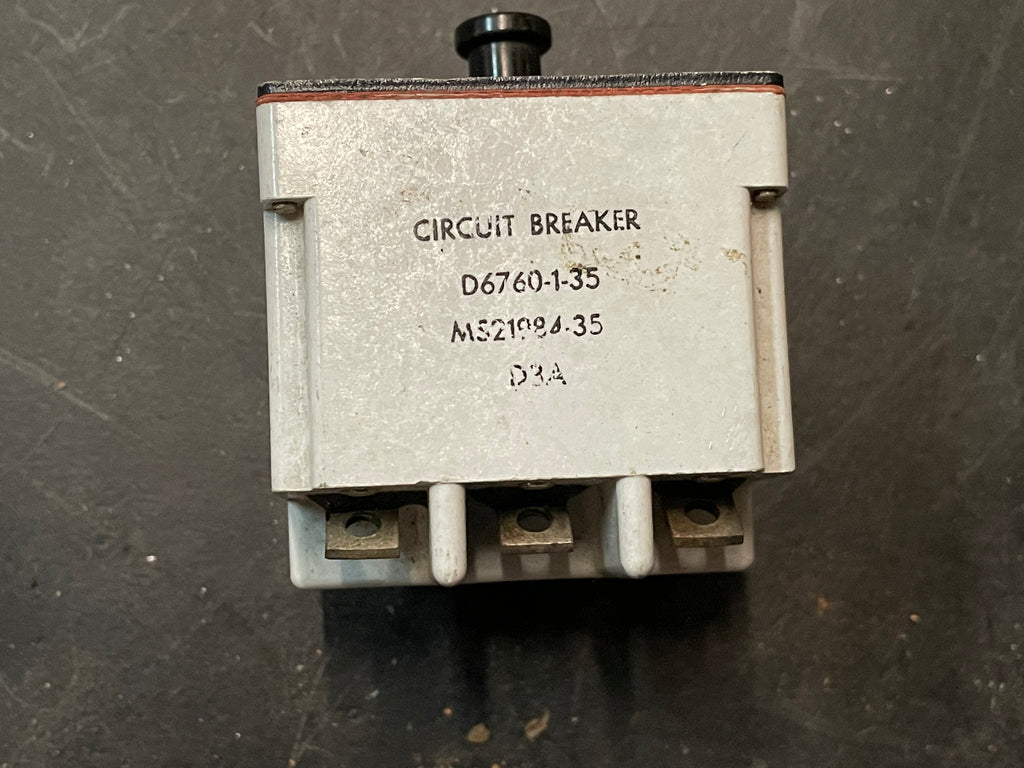 CIRCUIT BREAKER
D6760-1-35
MS21984-35
D3A